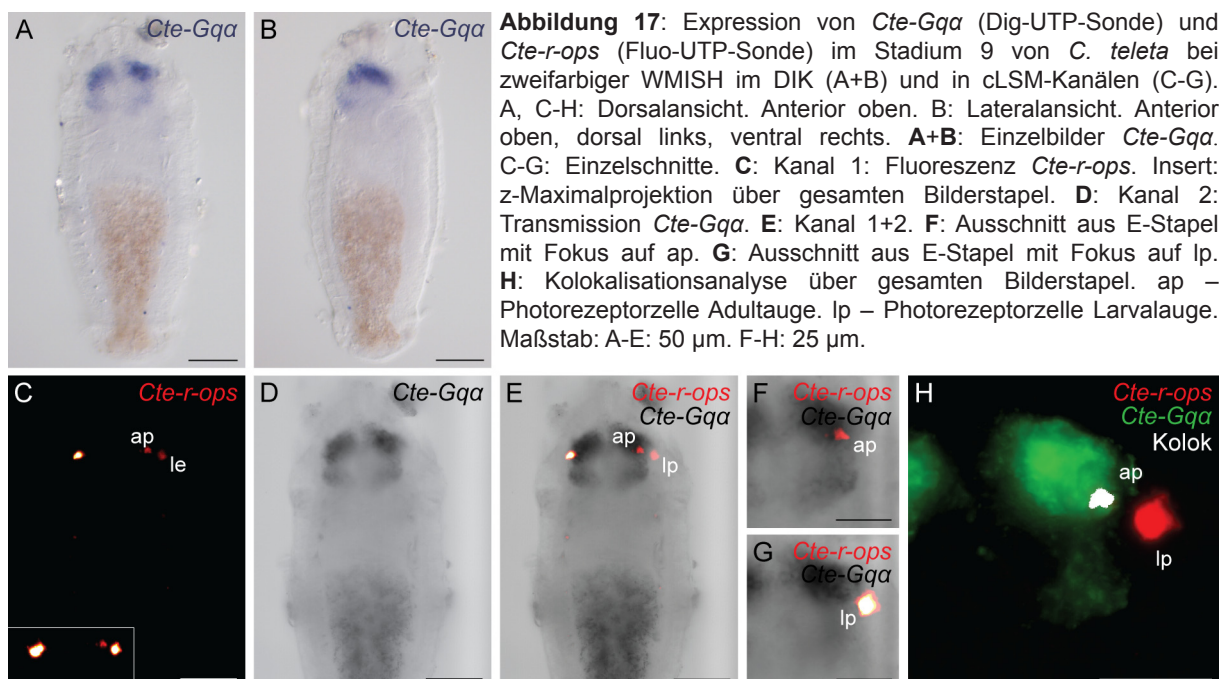 A
Cte-Gqα
B
Cte-Gqα
Abbildung 17: Expression von Cte-Gqα (Dig-UTP-Sonde) und
Cte-r-ops (Fluo-UTP-Sonde) im Stadium 9 von C. teleta bei
zweifarbiger WMISH im DIK (A+B) und in cLSM-Kanälen (C-G).
A, C-H: Dorsalansicht. Anterior oben. B: Lateralansicht. Anterior
oben, dorsal links, ventral rechts. A+B: Einzelbilder Cte-Gqα.
C-G: Einzelschnitte. C: Kanal 1: Fluoreszenz Cte-r-ops. Insert:
z-Maximalprojektion über gesamten Bilderstapel. D: Kanal 2:
Transmission Cte-Gqα. E: Kanal 1+2. F: Ausschnitt aus E-Stapel
mit Fokus auf ap. G: Ausschnitt aus E-Stapel mit Fokus auf lp.
H: Kolokalisationsanalyse über gesamten Bilderstapel. ap –
Photorezeptorzelle Adultauge. lp – Photorezeptorzelle Larvalauge.
Maßstab: A-E: 50 µm. F-H: 25 µm.
C
Cte-r-ops
ap
le
D
Cte-Gqα
E
Cte-r-ops
Cte-Gqα
ap
lp
F
Cte-r-ops
Cte-Gqα
ap
G
Cte-r-ops
Cte-Gqα
lp
H
Cte-r-ops
Cte-Gqα
Kolok
ap
lp